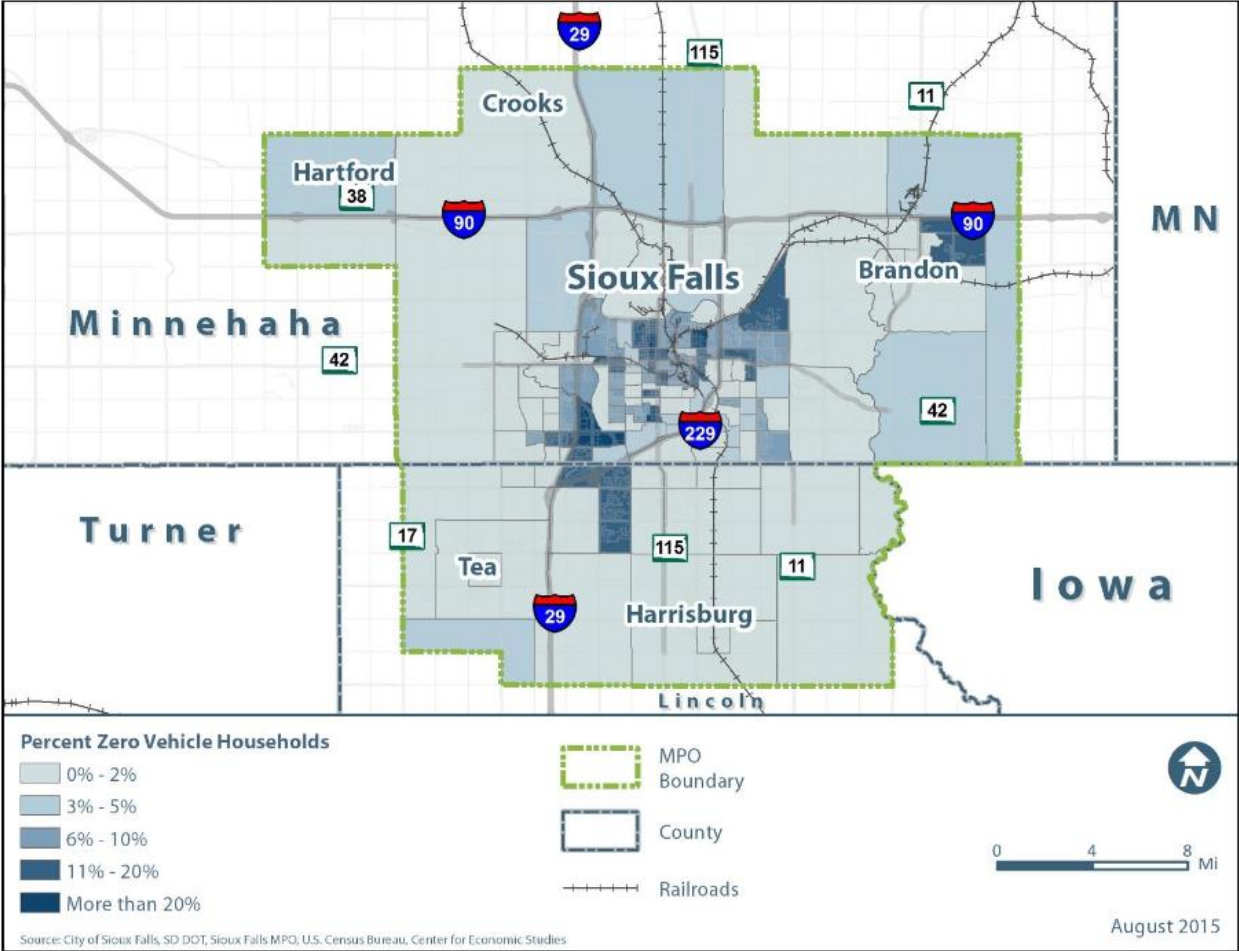 29
115
11
Crooks
Hartford
38
90
90
MN
Sioux Falls
Brandon
Minnehaha
42
42
229
Turner
17
115
Tea
11
Iowa
29
Harrisburg
Lincoln
Percent Zero Vehicle Households
0% - 2%
3% - 5%
6% - 10%
11% - 20%
More than 20%
MPO
Boundary
County
Railroads
N
0 4 8 Mi
August 2015
Source: City of Sioux Falls, SD DOT, Sioux Falls MPO, U.S. Census Bureau, Center for Economic Studies